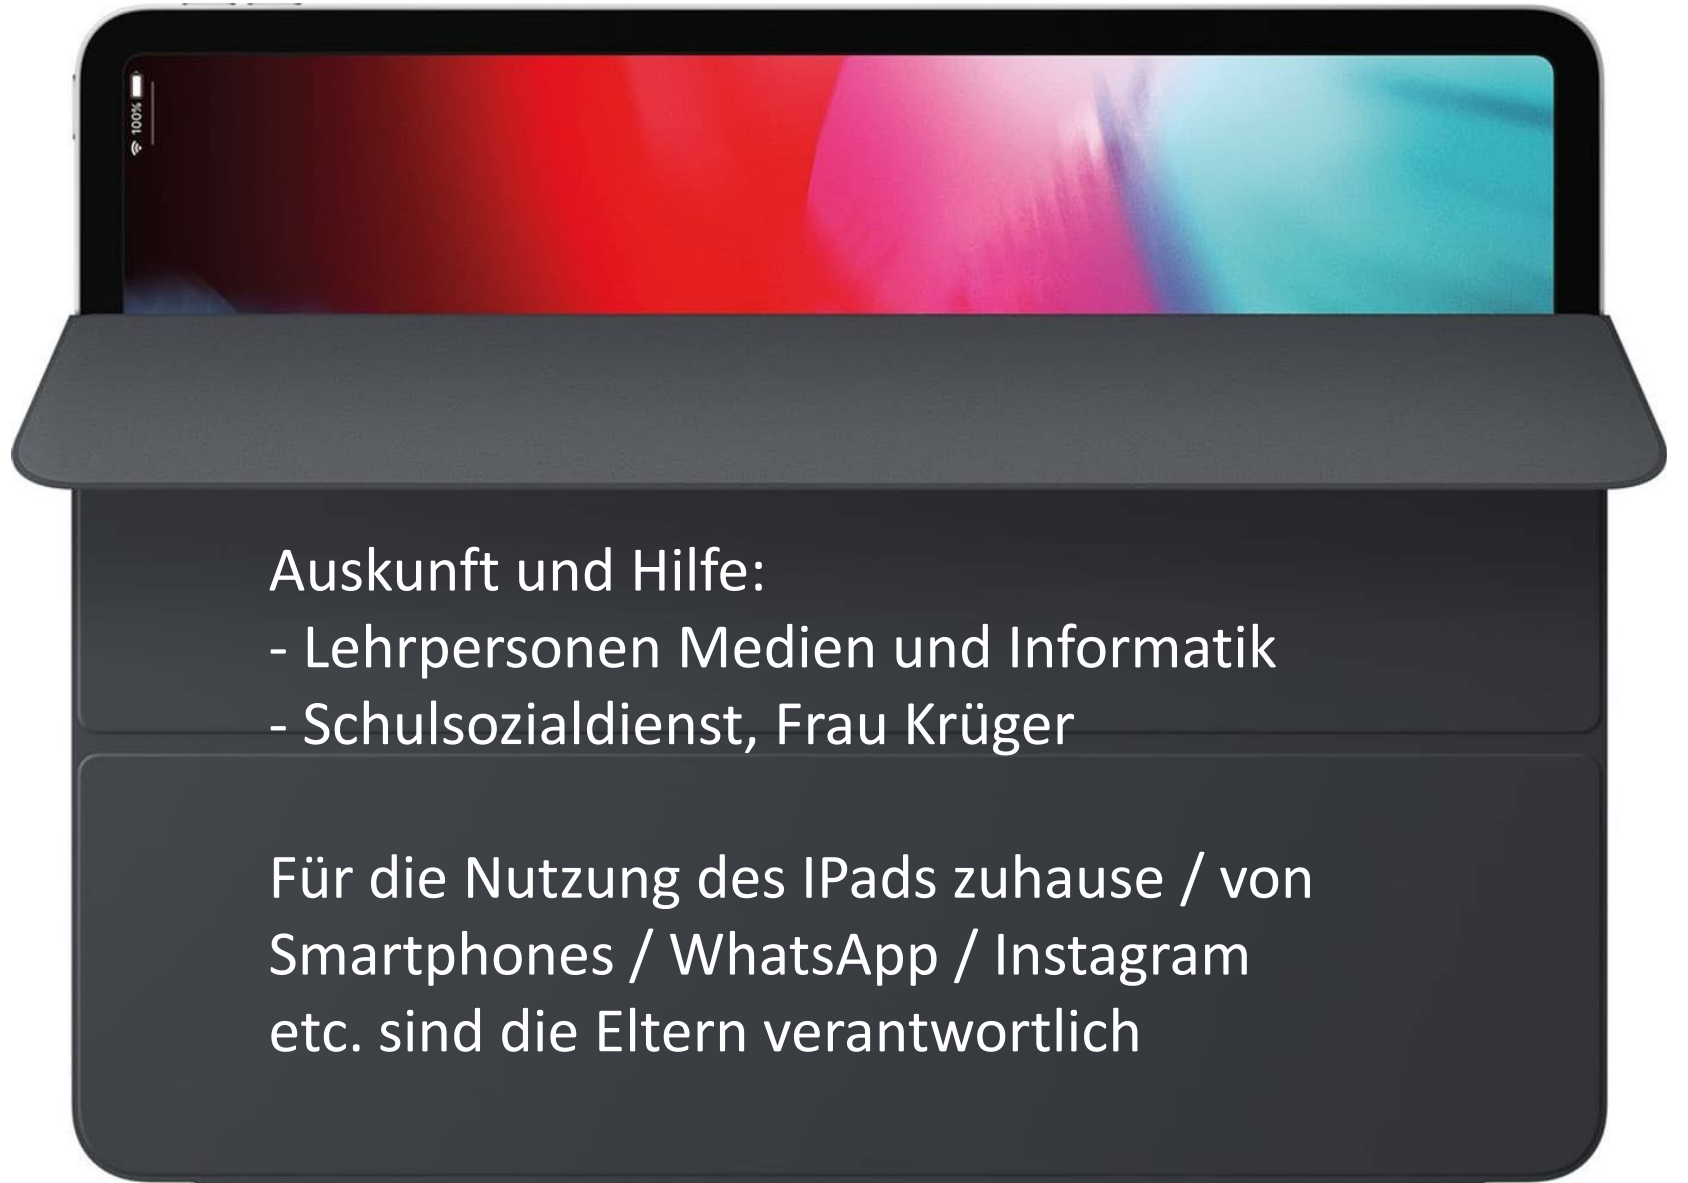 100%
Auskunft und Hilfe:
- Lehrpersonen Medien und Informatik
- Schulsozialdienst, Frau Krüger
Für die Nutzung des IPads zuhause / von
Smartphones / WhatsApp / Instagram
etc. sind die Eltern verantwortlich